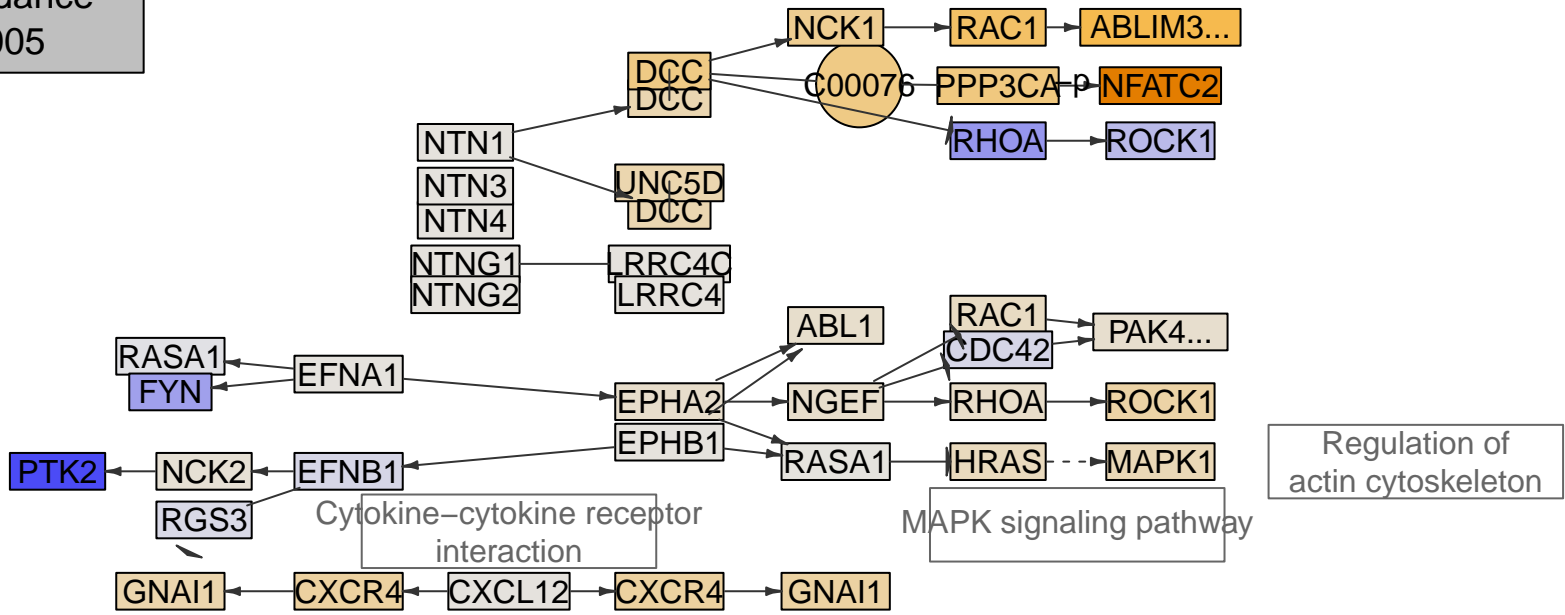 NCK1 RAC1 ABLIM3...
005
DCC C00076 PPP3CA −p NFATC2
DCC
NTN1 RHOA ROCK1
NTN3 UNC5D
NTN4 DCC
NTNG1 LRRC4C
NTNG2 LRRC4
ABL1 RAC1 PAK4...
RASA1 CDC42
EFNA1
FYN EPHA2 NGEF RHOA ROCK1
EPHB1
PTK2 NCK2 EFNB1 RASA1 HRAS MAPK1
Regulation of
actin cytoskeleton
RGS3
Cytokine−cytokine receptor
interaction
MAPK signaling pathway
GNAI1 CXCR4 CXCL12 CXCR4 GNAI1